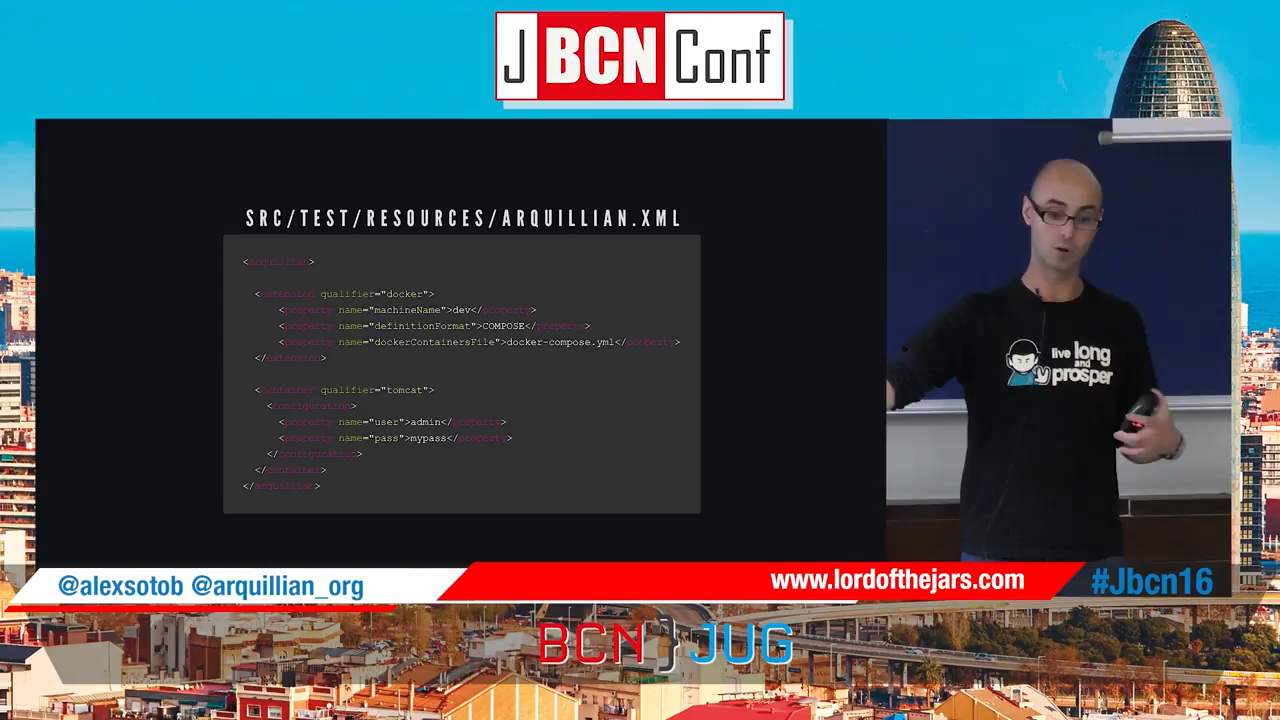 JBCNConf
SRC/TEST/RESOURCES/ARQUILLIAN.XML
<arquillian>
<extension qualifier="docker">
<property name="machineName">dev</property>
<property name="definitionFormat">COMPOSE</property>
<property name="dockerContainersFile">docker-compose.yml</property>
</extension>
<container qualifier="tomcat">
<configuration>
<property name="user">admin</property>
<property name="pass">mypass</property>
</configuration>
</container>
</arquillian>
live long
and
prosper
@alexsotob @arquillian_org
www.lordofthejars.com
#Jbcn16
BCN}JUG